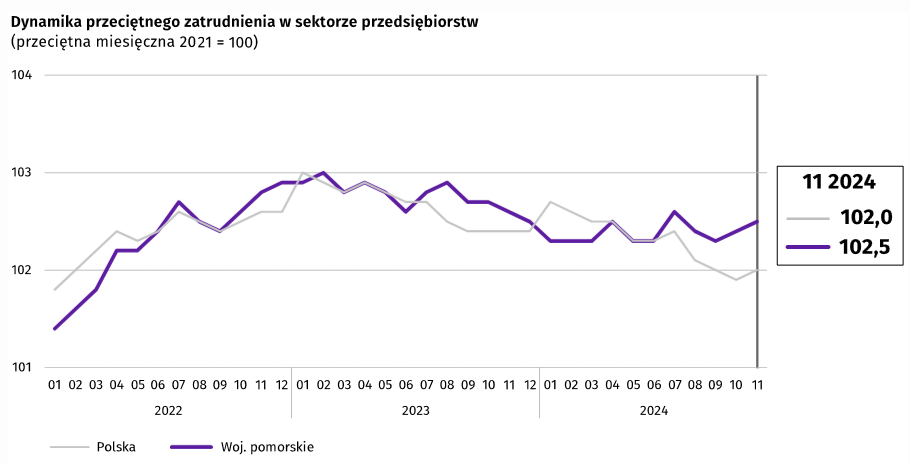 Dynamika przeciętnego zatrudnienia w sektorze przedsiębiorstw
(przeciętna miesięczna 2021 = 100)
104
103
102
101
11 2024
102,0
102,5
01 02 03 04 05 06 07 08 09 10 11 12 01 02 03 04 05 06 07 08 09 10 11 12 01 02 03 04 05 06 07 08 09 10 11
2022 2023 2024
Polska Woj. pomorskie